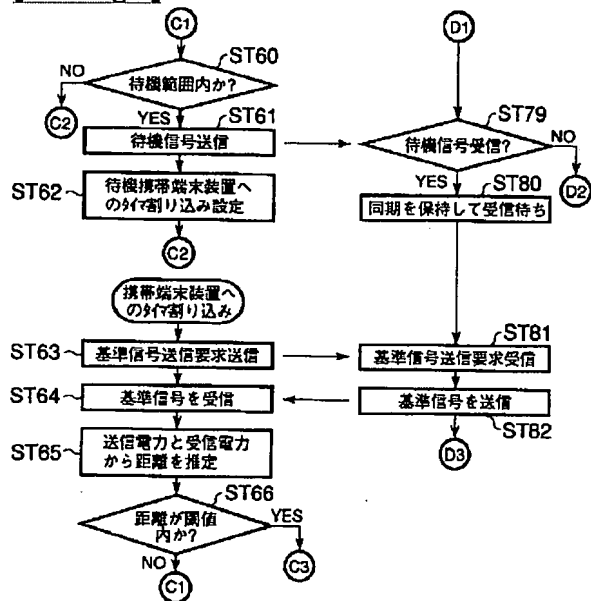 C1
ST60
待機範囲内か?
NO
C2
YES
ST61
待機信号送信
ST62
待機携帯端末装置へ
のタイマ割り込み設定
C2
携帯端末装置へ
のタイマ割り込み
ST63
基準信号送信要求送信
ST64
基準信号を受信
ST65
送信電力と受信電力
から距離を推定
ST66
距離が閾値
内か?
YES
C3
NO
C1
D1
ST79
待機信号受信?
NO
D2
YES
ST80
同期を保持して受信待ち
ST81
基準信号送信要求受信
基準信号を送信
ST82
D3